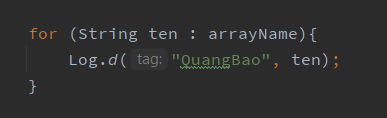 for (String ten : arrayName){
Log.d( tag: "QuangBao", ten);
}